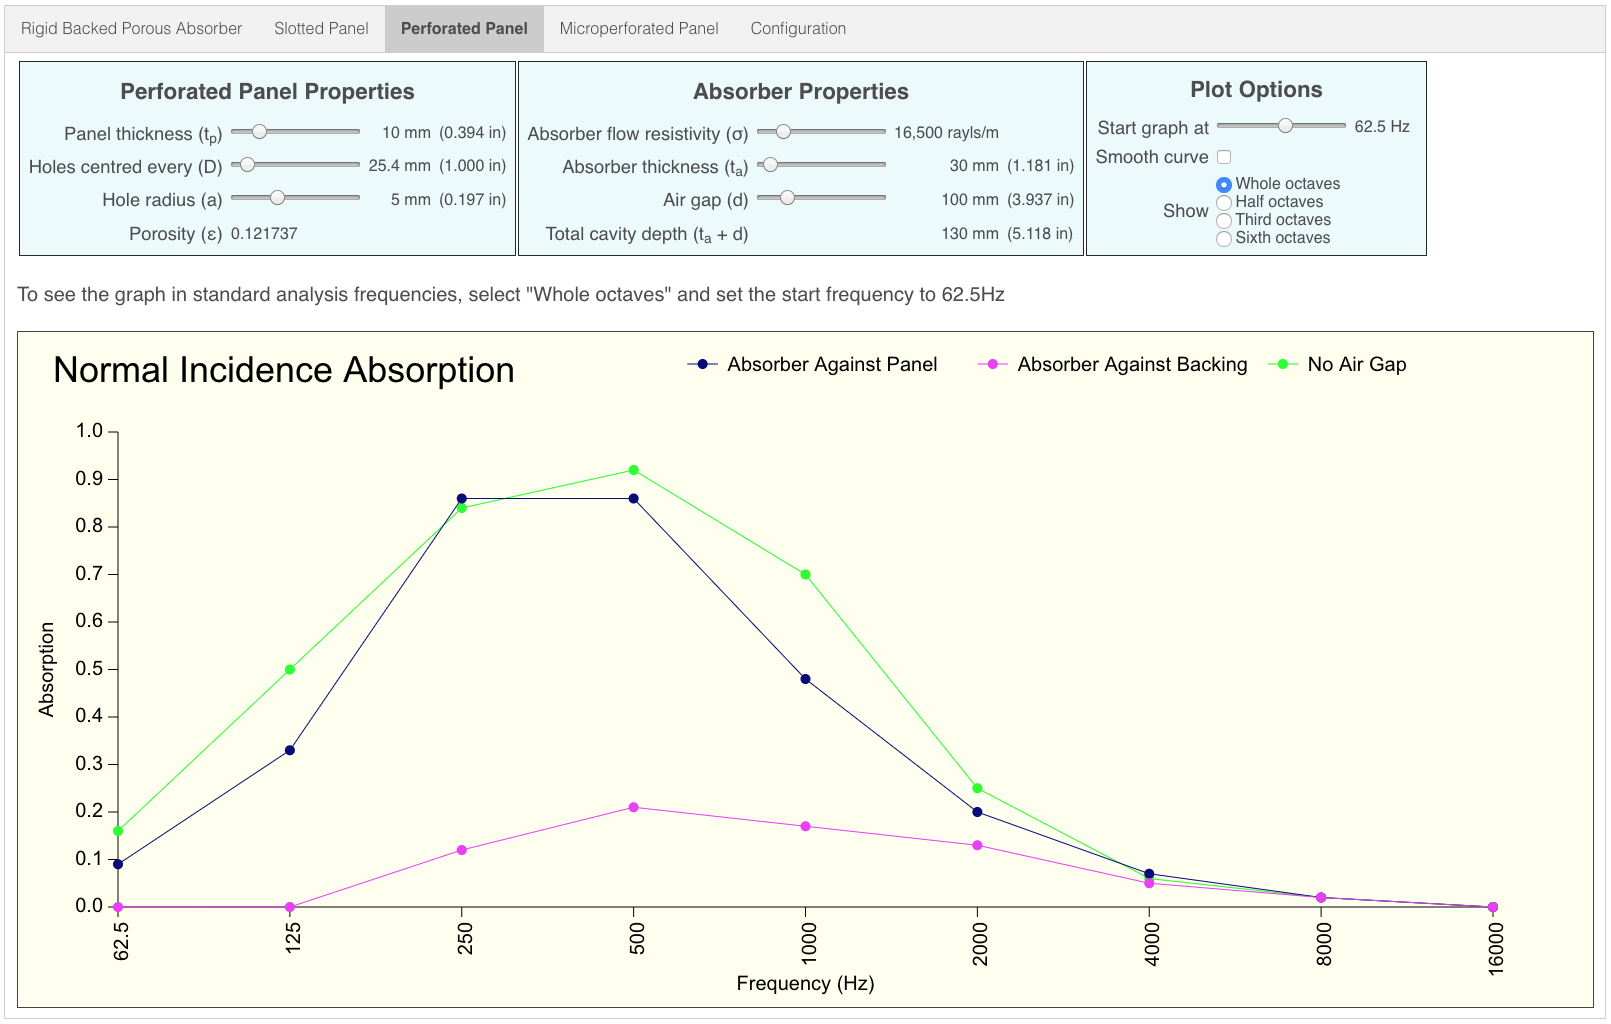 Rigid Backed Porous Absorber Slotted Panel Perforated Panel Microperforated Panel Configuration
Perforated Panel Properties
Panel thickness (tp) 10 mm (0.394 in)
Holes centred every (D) 25.4 mm (1.000 in)
Hole radius (a) 5 mm (0.197 in)
Porosity (ε) 0.121737
Absorber Properties
Absorber flow resistivity (σ) 16,500 rayls/m
Absorber thickness (ta) 30 mm (1.181 in)
Air gap (d) 100 mm (3.937 in)
Total cavity depth (ta + d) 130 mm (5.118 in)
Plot Options
Start graph at 62.5 Hz
Smooth curve
Show
Whole octaves
Half octaves
Third octaves
Sixth octaves
To see the graph in standard analysis frequencies, select "Whole octaves" and set the start frequency to 62.5Hz
Normal Incidence Absorption
Absorber Against Panel Absorber Against Backing No Air Gap
1.0
0.9
0.8
0.7
0.6
0.5
0.4
0.3
0.2
0.1
0.0
Absorption
62.5 125 250 500 1000 2000 4000 8000 16000
Frequency (Hz)